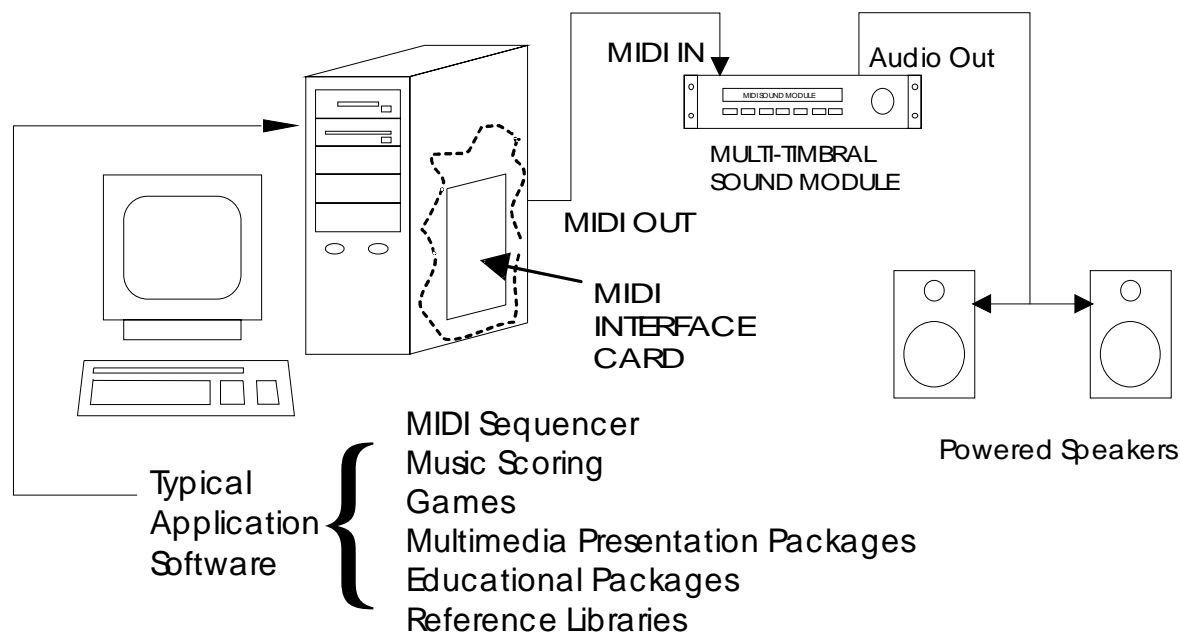 MIDI IN
Audio Out
MIDI SOUND MODULE
MULTI-TIMBRAL
SOUND MODULE
MIDI OUT
MIDI
INTERFACE
CARD
Powered Speakers
Typical
Application
Software
MIDI Sequencer
Music Scoring
Games
Multimedia Presentation Packages
Educational Packages
Reference Libraries